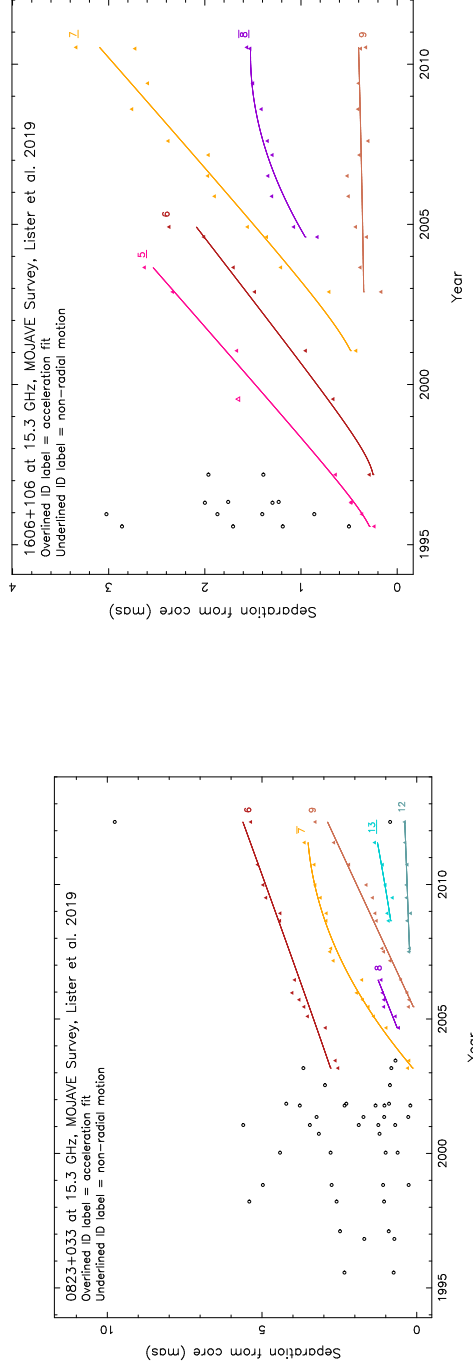 1606+106 at 15.3 GHz, MOJAVE Survey, Lister et al. 2019
Overlined ID label = acceleration fit
Underlined ID label = non-radial motion
4
3
2
1
0
Separation from core (mas)
1995
2000
2005
2010
Year
5
6
7
8
9
0823+033 at 15.3 GHz, MOJAVE Survey, Lister et al. 2019
Overlined ID label = acceleration fit
Underlined ID label = non-radial motion
10
5
0
Separation from core (mas)
1995
2000
2005
2010
Year
6
7
9
8
13
12